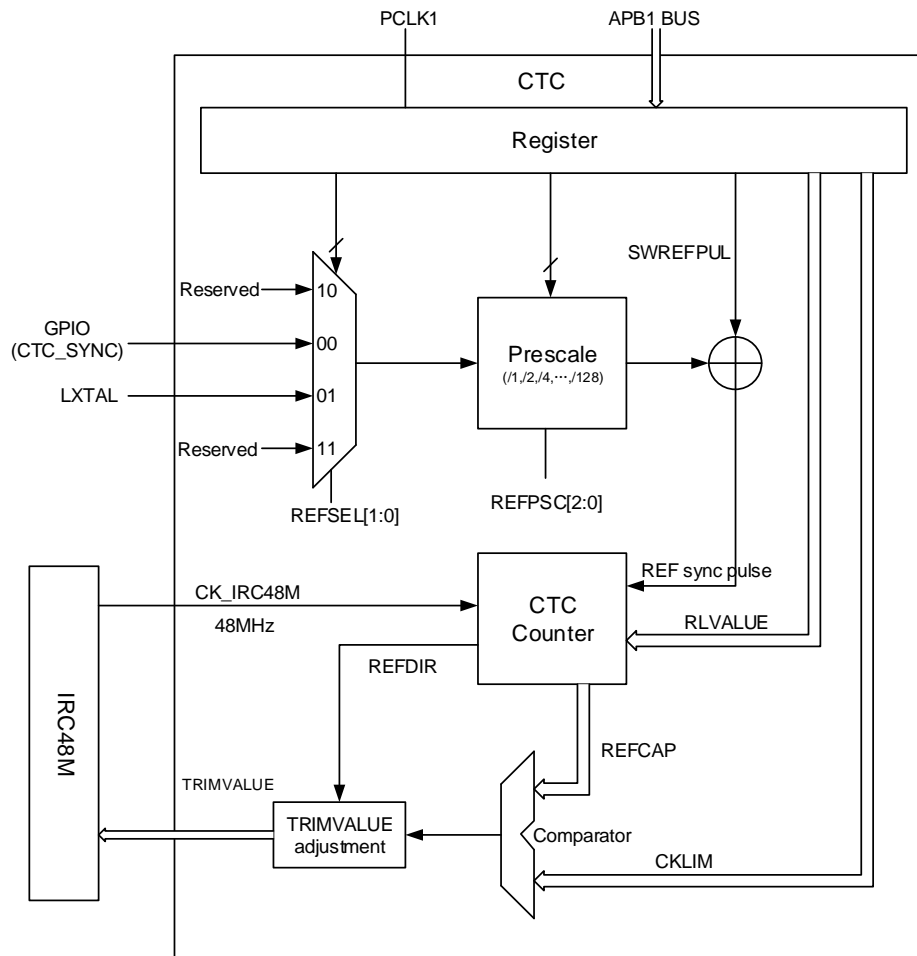 PCLK1
APB1 BUS
CTC
Register
SWREFPUL
Reserved
10
GPIO
(CTC_SYNC)
00
Prescale
(/1,/2,/4,···,/128)
LXTAL
01
Reserved
11
REFSEL[1:0]
REFPSC[2:0]
REF sync pulse
CK_IRC48M
48MHz
CTC
Counter
RLVALUE
REFDIR
IRC48M
REFCAP
TRIMVALUE
TRIMVALUE
adjustment
Comparator
CKLIM